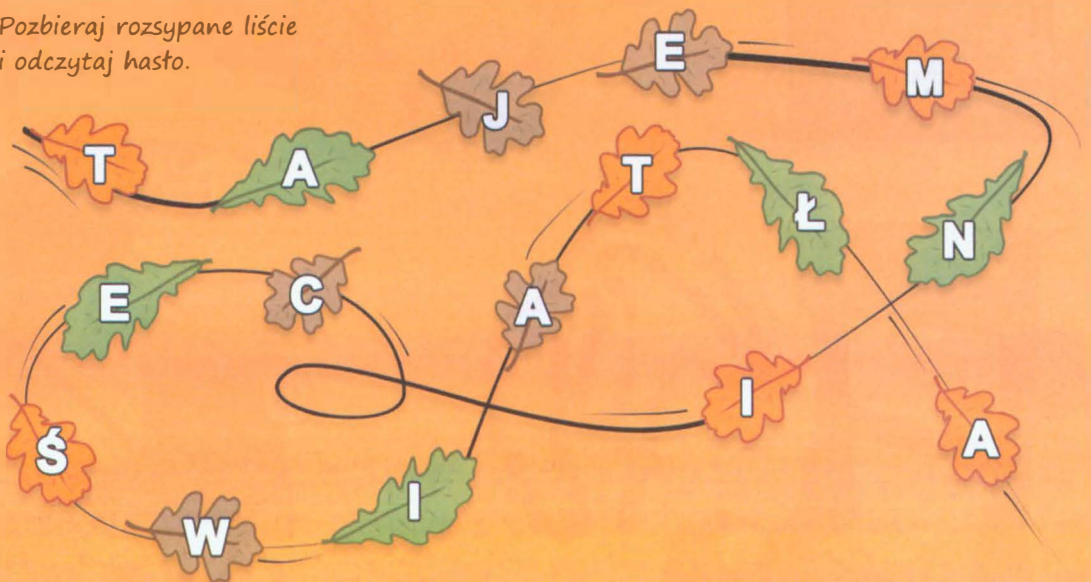 Pozbieraj rozsypane liście
i odczytaj hasło.
T A J E M N I C E Ś W I A T Ł A